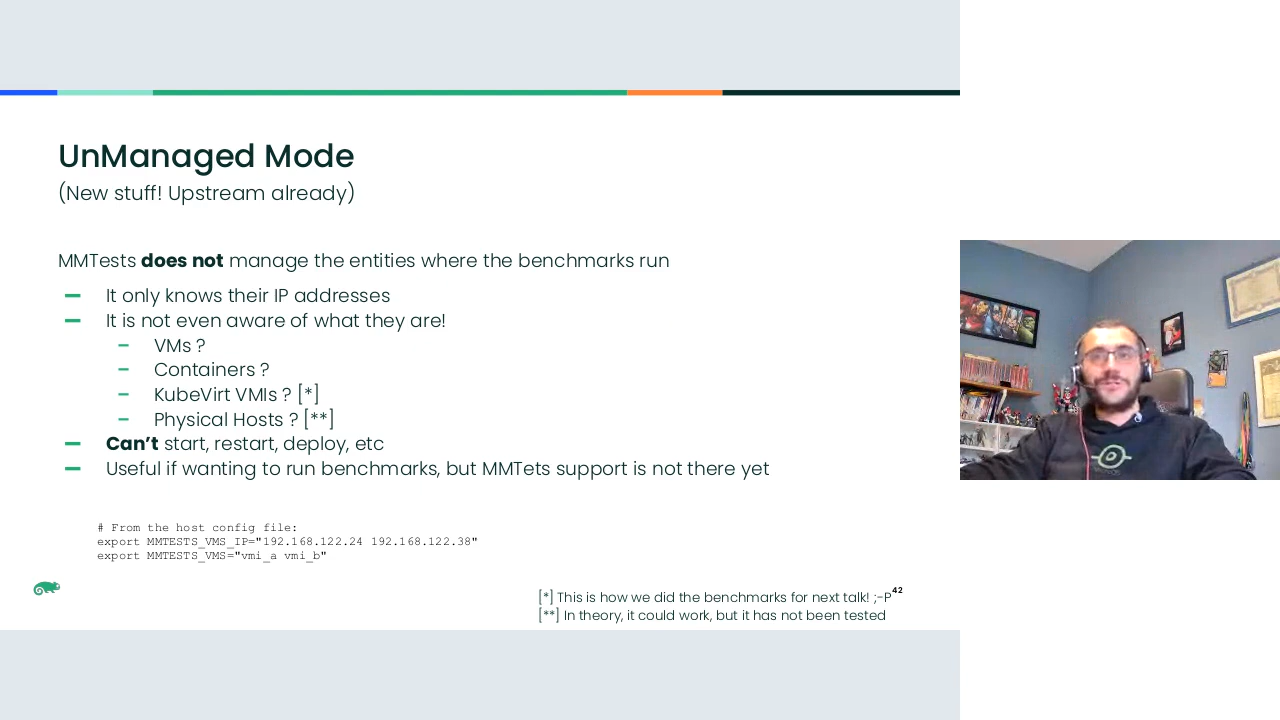 UnManaged Mode
(New stuff! Upstream already)
MMTests does not manage the entities where the benchmarks run
It only knows their IP addresses
It is not even aware of what they are!
VMs ?
Containers ?
KubeVirt VMIs ? [*]
Physical Hosts ? [**]
Can't start, restart, deploy, etc
Useful if wanting to run benchmarks, but MMTets support is not there yet
# From the host config file:
export MMTESTS_VMS_IP="192.168.122.24 192.168.122.38"
export MMTESTS_VMS="vmi_a vmi_b"
[*] This is how we did the benchmarks for next talk! ;-P
42
[**] In theory, it could work, but it has not been tested